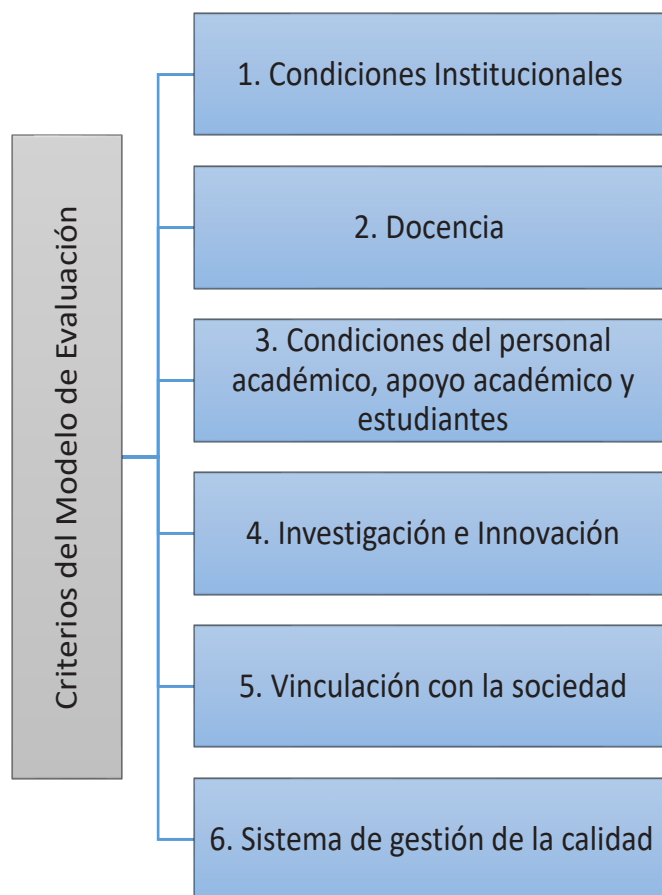 Criterios del Modelo de Evaluación
1. Condiciones Institucionales
2. Docencia
3. Condiciones del personal
académico, apoyo académico y
estudiantes
4. Investigación e Innovación
5. Vinculación con la sociedad
6. Sistema de gestión de la calidad